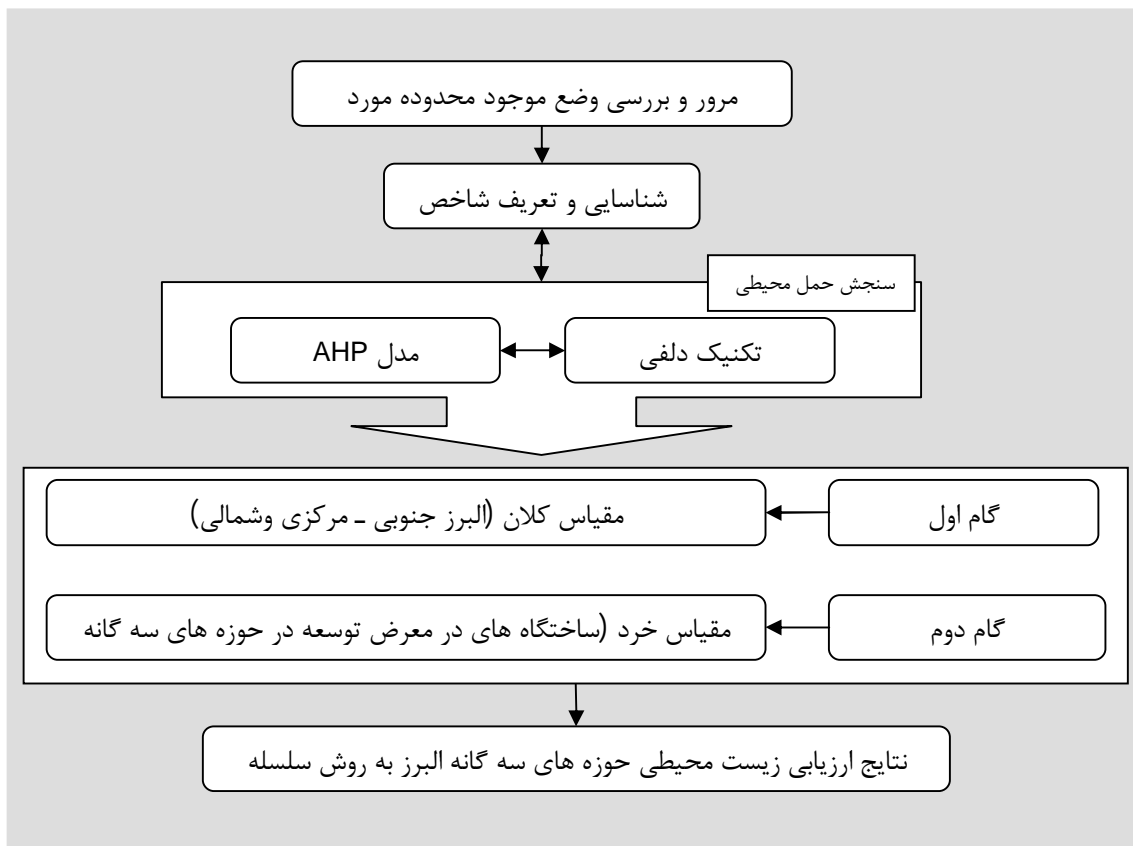 مرور و بررسی وضع موجود محدوده مورد
شناسایی و تعریف شاخص
سنجش حمل محیطی
تکنیک دلفی
مدل AHP
گام اول
مقیاس کلان (البرز جنوبی ـ مرکزی وشمالی)
گام دوم
مقیاس خرد (ساختگاه های در معرض توسعه در حوزه های سه گانه
نتایج ارزیابی زیست محیطی حوزه های سه گانه البرز به روش سلسله